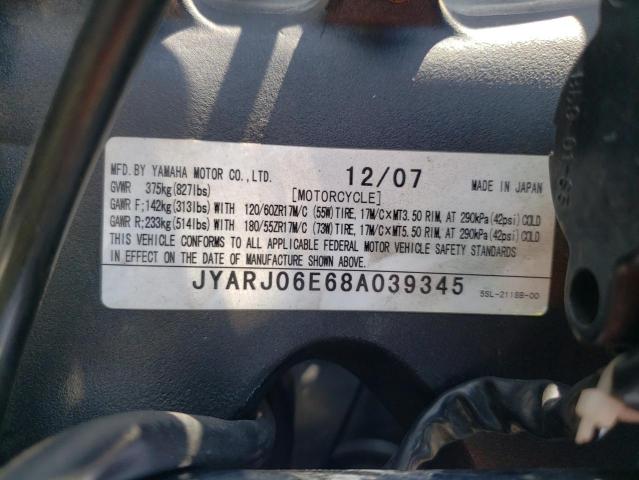 MFD. BY YAMAHA MOTOR CO., LTD. 12/07 MADE IN JAPAN
GVWR 375kg(827lbs) [MOTORCYCLE]
GAWR F;142kg(313lbs) WITH 120/60ZR17M/C (55W)TIRE, 17M/C×MT3.50 RIM, AT 290kPa(42psi)COLD
GAWR R;233kg(514lbs) WITH 180/55ZR17M/C (73W)TIRE, 17M/C×MT5.50 RIM, AT 290kPa(42psi)COLD
THIS VEHICLE CONFORMS TO ALL APPLICABLE FEDERAL MOTOR VEHICLE SAFETY STANDARDS
IN EFFECT ON THE DATE OF MANUFACTURE SHOWN ABOVE.
JYARJ06E68A039345 5SL-2118B-00